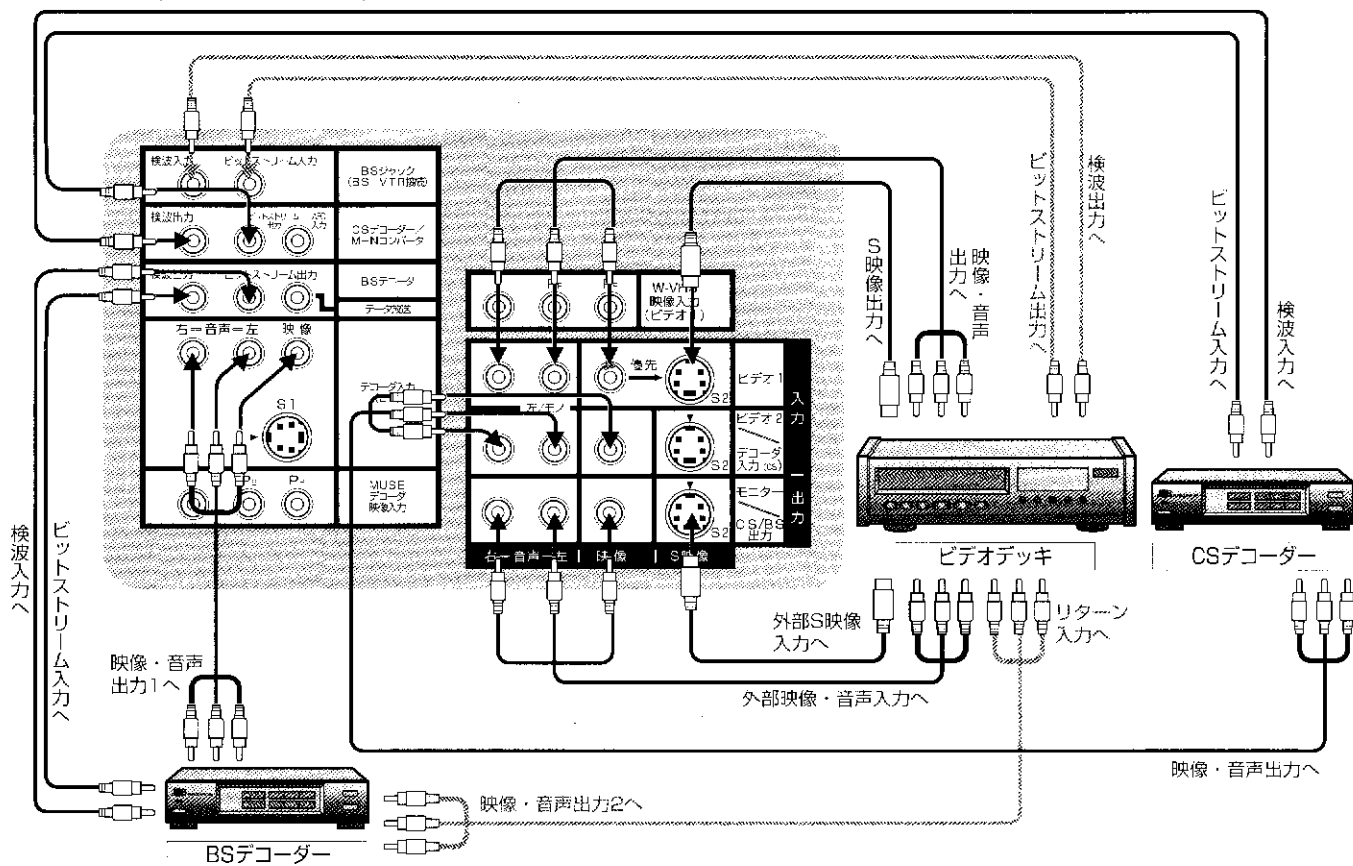 検波入力
ビットストリーム入力
BSジャック
(BS VTR接続)
検波出力
入力
CSデコーダー/
M-Nコンバータ
ビットストリーム出力
BSデコーダ
右ー音声ー左
映像
デコーダ入力
S1
MUSE
デコーダ
映像入力
W-VHS
映像入力
(ビデオ1)
優先
S2
ビデオ1
左/モノ
S2
ビデオ2
デコーダ
入力(CS)
S2
モニター
CS/BS
出力
入力ー出力
右ー音声ー左
映像
S映像
S映像出力へ
映像・音声
出力へ
ビットストリーム出力へ
検波出力へ
ビットストリーム入力へ
検波入力へ
ビデオデッキ
CSデコーダー
外部S映像
入力へ
リターン
入力へ
外部映像・音声入力へ
映像・音声出力へ
検波入力へ
ビットストリーム入力へ
映像・音声
出力1へ
映像・音声出力2へ
BSデコーダー